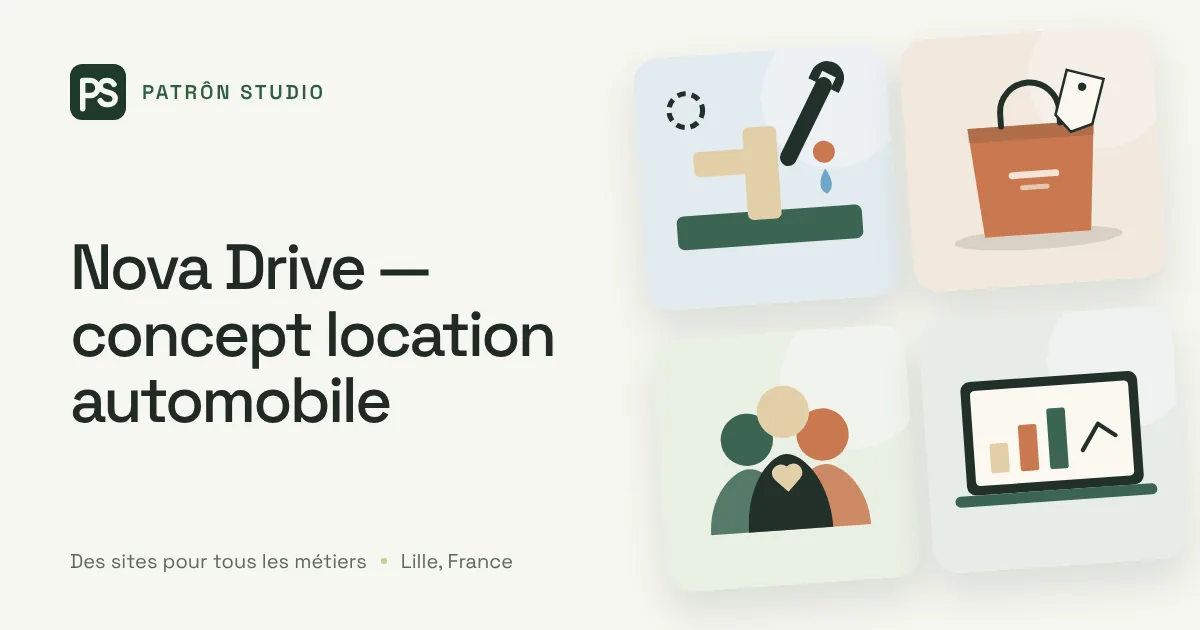 PS
PATRÔN STUDIO
Nova Drive —
concept location
automobile
Des sites pour tous les métiers • Lille, France